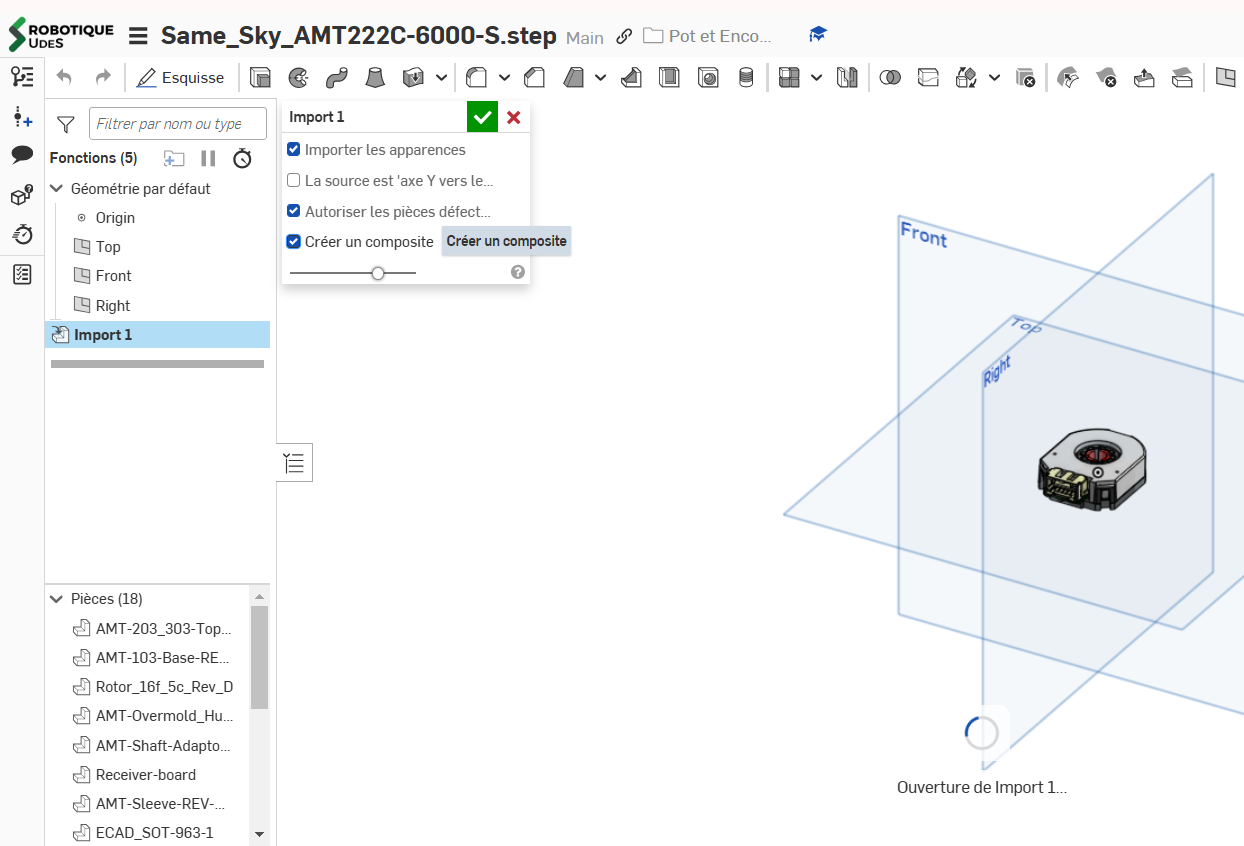 ROBOTIQUE
UDES
Same_Sky_AMT222C-6000-S.step Main Pot et Enco...
Esquisse
Filtrer par nom ou type
Fonctions (5)
Géométrie par défaut
Origin
Top
Front
Right
Import 1
Import 1
Importer les apparences
La source est 'axe Y vers le...
Autoriser les pièces défect...
Créer un composite
Créer un composite
Front
Top
Right
Pièces (18)
AMT-203_303-Top...
AMT-103-Base-RE...
Rotor_16f_5c_Rev_D
AMT-Overmold_Hu...
AMT-Shaft-Adapto...
Receiver-board
AMT-Sleeve-REV-...
ECAD_SOT-963-1
Ouverture de Import 1...